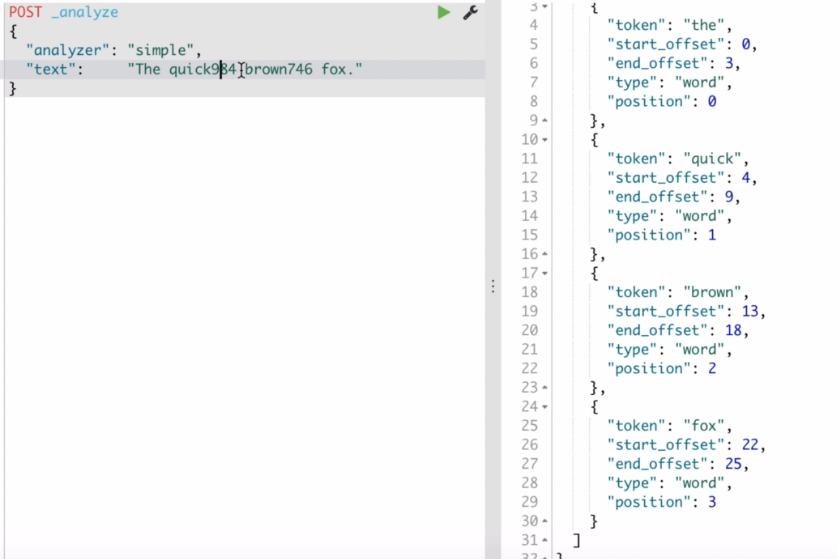 POST _analyze
{
"analyzer": "simple",
"text": "The quick984 brown746 fox."
}
3 {
4 "token": "the",
5 "start_offset": 0,
6 "end_offset": 3,
7 "type": "word",
8 "position": 0
9 },
10 {
11 "token": "quick",
12 "start_offset": 4,
13 "end_offset": 9,
14 "type": "word",
15 "position": 1
16 },
17 {
18 "token": "brown",
19 "start_offset": 13,
20 "end_offset": 18,
21 "type": "word",
22 "position": 2
23 },
24 {
25 "token": "fox",
26 "start_offset": 22,
27 "end_offset": 25,
28 "type": "word",
29 "position": 3
30 }
31 ]
32 }